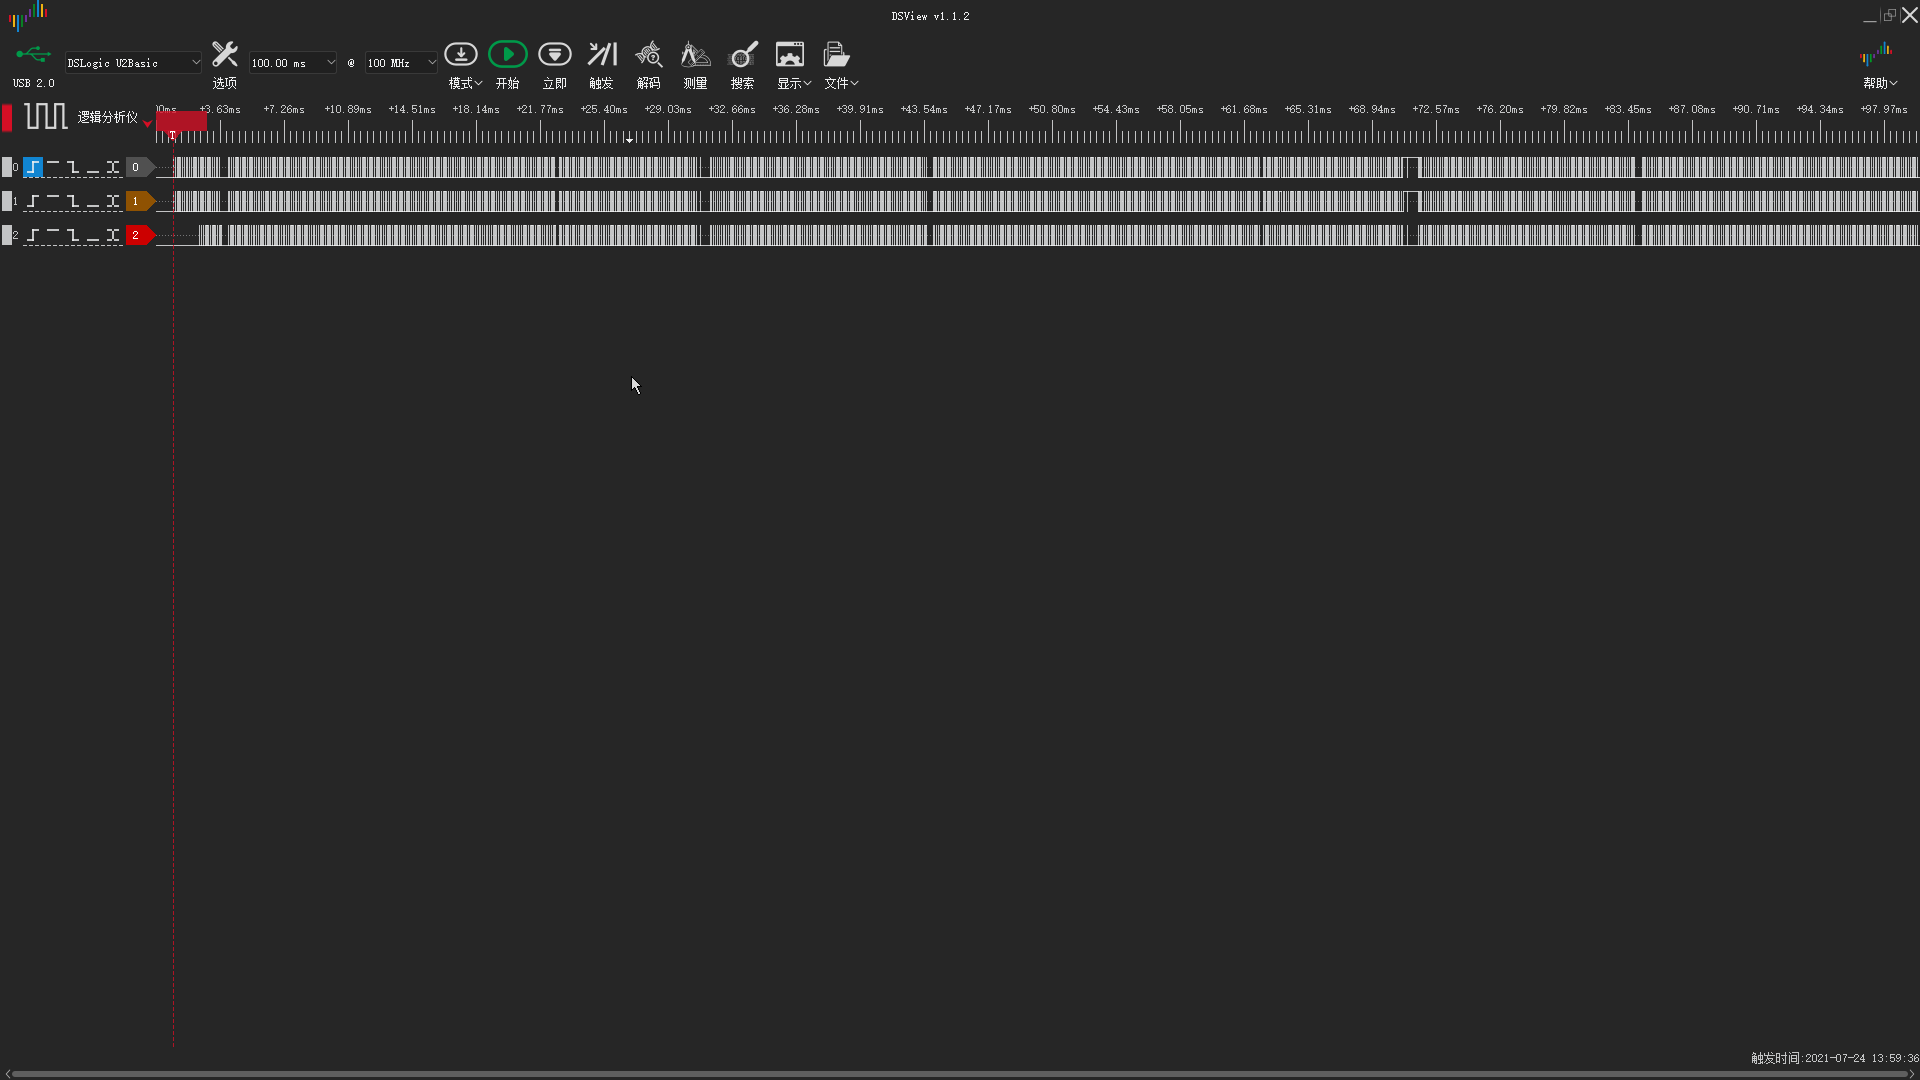 DSView v1.1.2
USB 2.0
DSLogic U2Basic
选项
100.00 ms
@
100 MHz
模式
开始
立即
触发
解码
测量
搜索
显示
文件
帮助
逻辑分析仪
+3.63ms +7.26ms +10.89ms +14.51ms +18.14ms +21.77ms +25.40ms +29.03ms +32.66ms +36.28ms +39.91ms +43.54ms +47.17ms +50.80ms +54.43ms +58.05ms +61.68ms +65.31ms +68.94ms +72.57ms +76.20ms +79.82ms +83.45ms +87.08ms +90.71ms +94.34ms +97.97ms
T
0 0
1 1
2 2
触发时间:2021-07-24 13:59:36